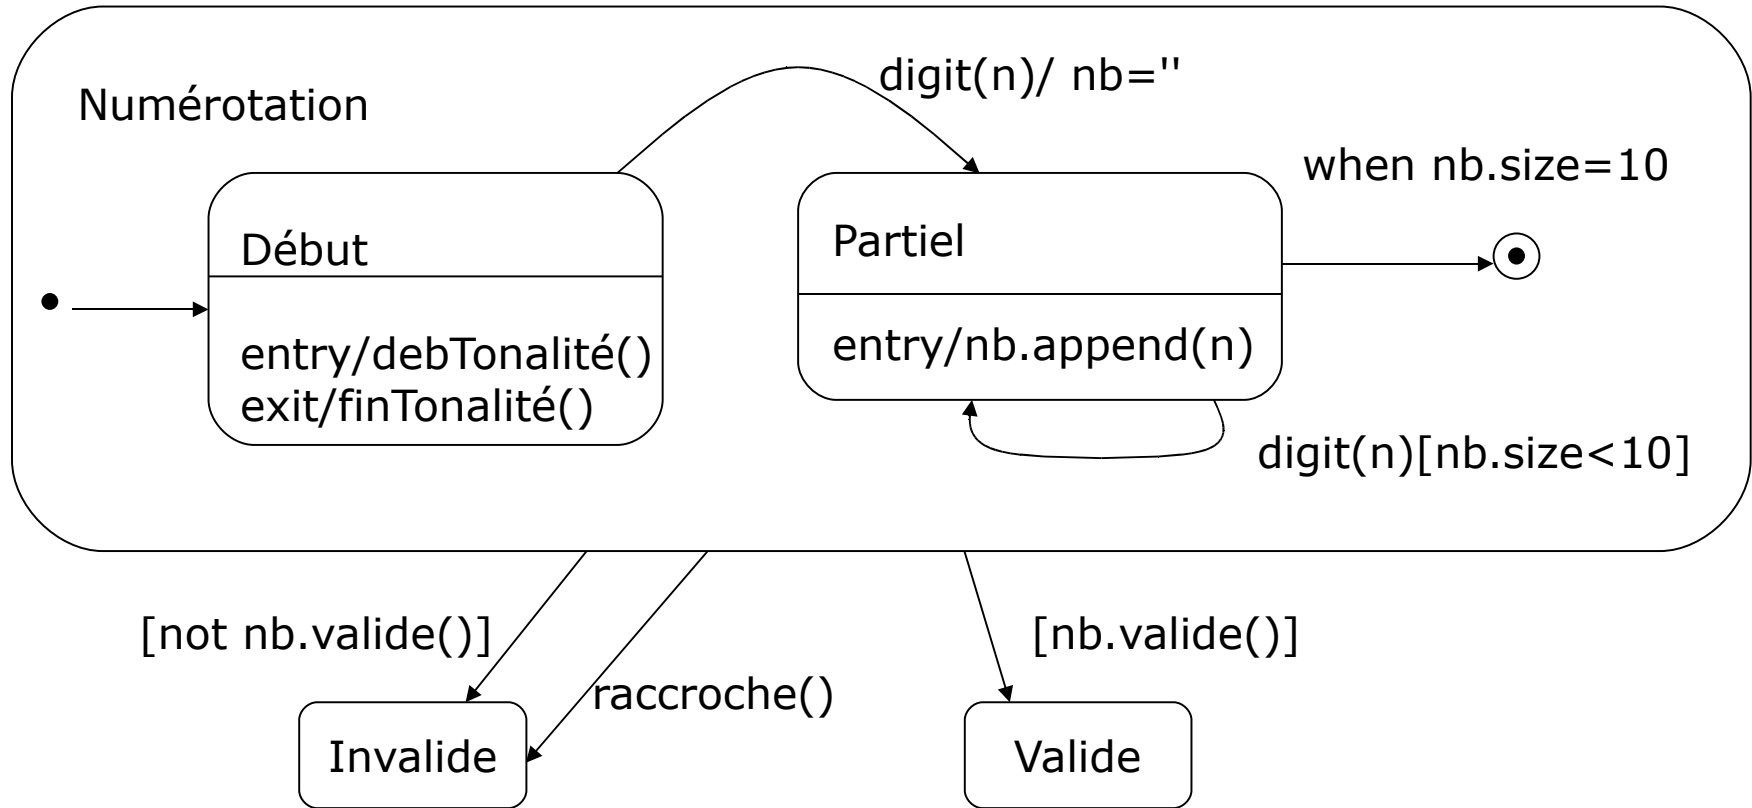 digit(n)/ nb=''
Numérotation
when nb.size=10
Début
entry/debTonalité()
exit/finTonalité()
Partiel
entry/nb.append(n)
digit(n)[nb.size<10]
[not nb.valide()]
raccroche()
[nb.valide()]
Invalide
Valide